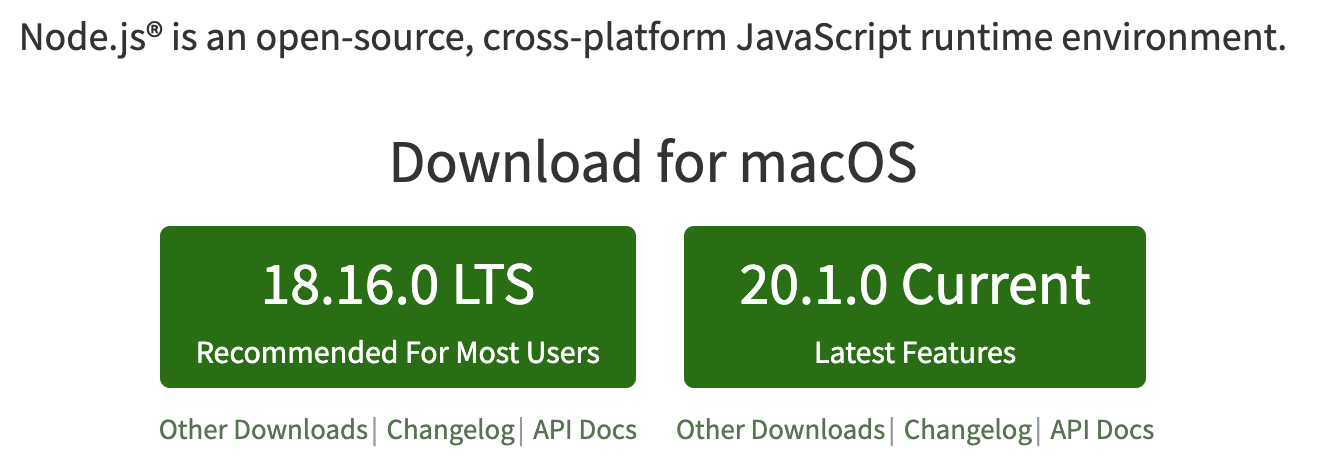 Node.js® is an open-source, cross-platform JavaScript runtime environment.
Download for macOS
18.16.0 LTS
Recommended For Most Users
20.1.0 Current
Latest Features
Other Downloads| Changelog| API Docs
Other Downloads| Changelog| API Docs